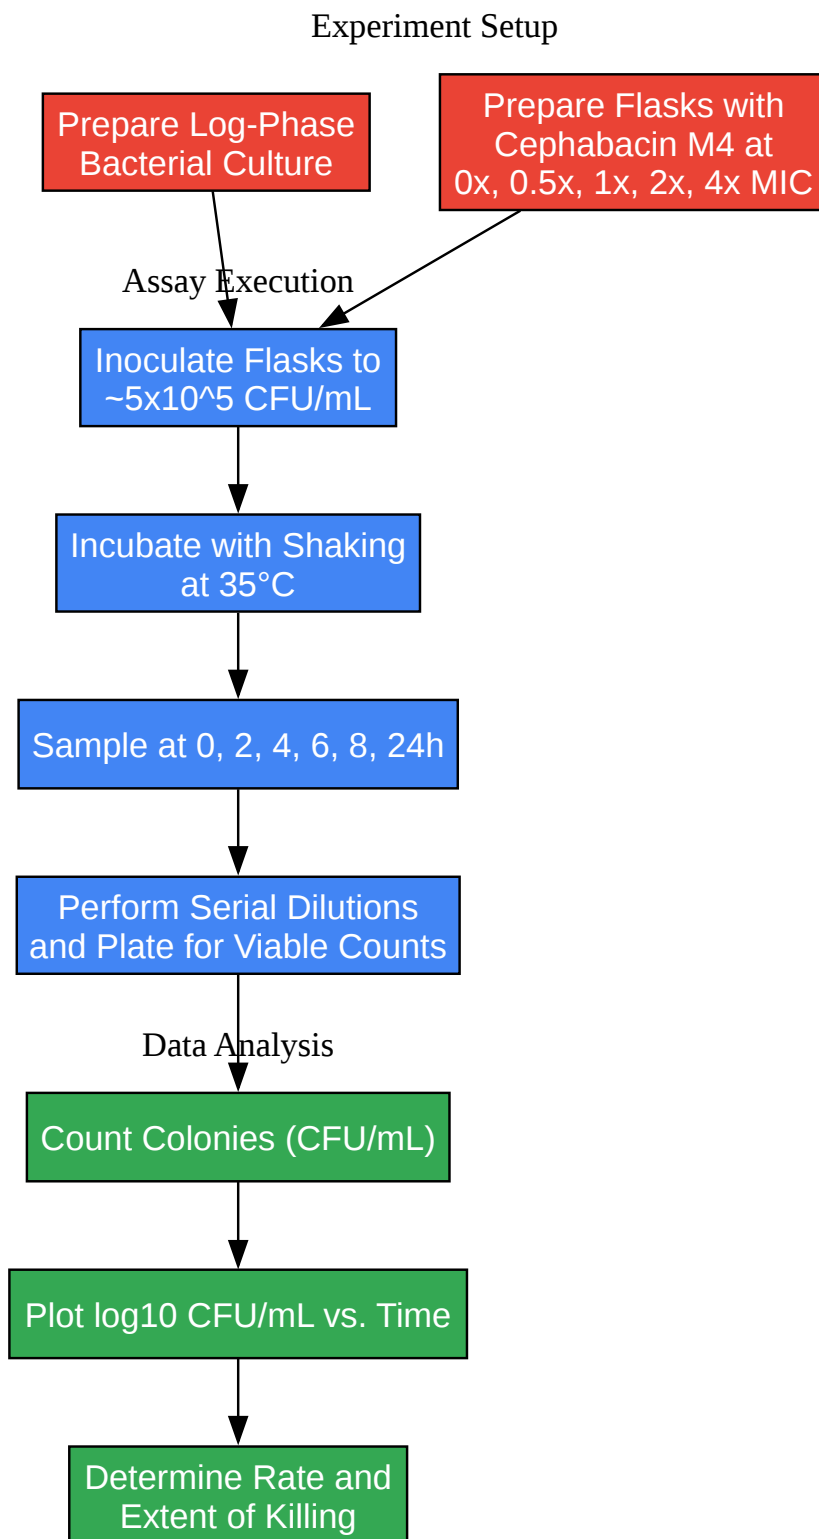 Experiment Setup
Prepare Log-Phase
Bacterial Culture
Prepare Flasks with
Cephabacin M4 at
0x, 0.5x, 1x, 2x, 4x MIC
Assay Execution
Inoculate Flasks to
~5x10^5 CFU/mL
Incubate with Shaking
at 35°C
Sample at 0, 2, 4, 6, 8, 24h
Perform Serial Dilutions
and Plate for Viable Counts
Data Analysis
Count Colonies (CFU/mL)
Plot log10 CFU/mL vs. Time
Determine Rate and
Extent of Killing